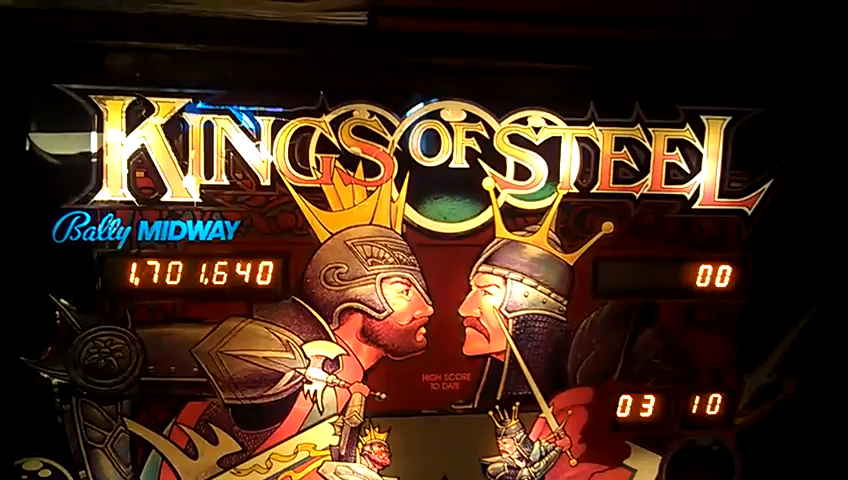 KINGS OF STEEL
Bally MIDWAY
1,701,640
00
HIGH SCORE
TO DATE
03 10